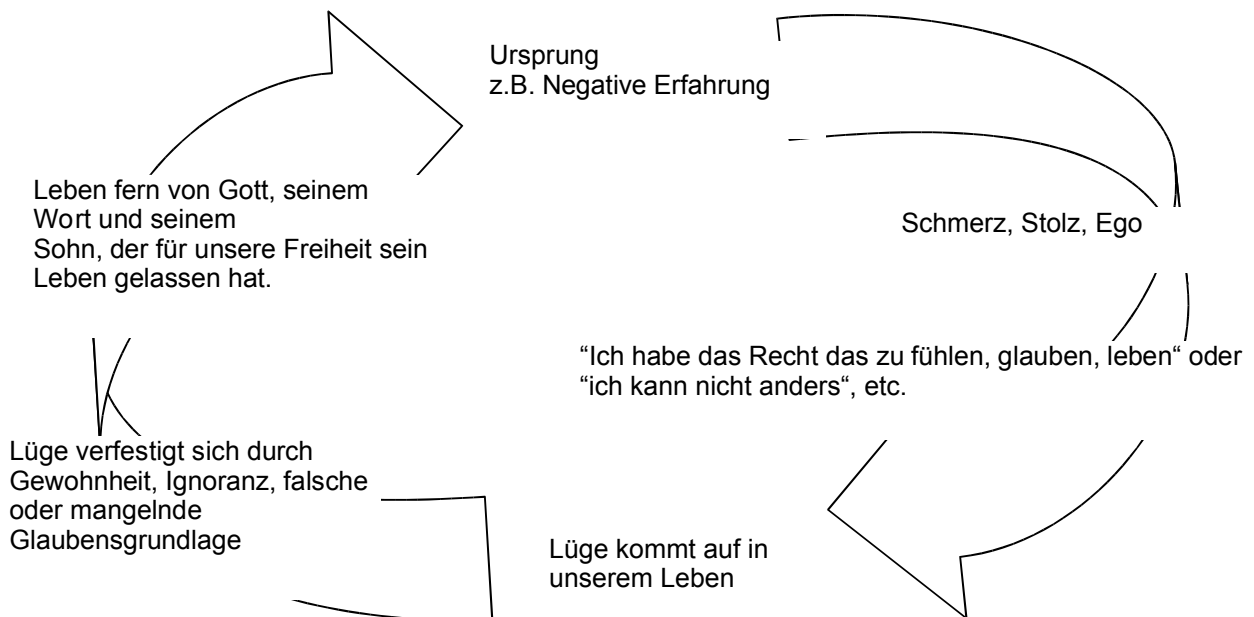 Ursprung
z.B. Negative Erfahrung
Schmerz, Stolz, Ego
“Ich habe das Recht das zu fühlen, glauben, leben“ oder
“ich kann nicht anders“, etc.
Lüge kommt auf in
unserem Leben
Lüge verfestigt sich durch
Gewohnheit, Ignoranz, falsche
oder mangelnde
Glaubensgrundlage
Leben fern von Gott, seinem
Wort und seinem
Sohn, der für unsere Freiheit sein
Leben gelassen hat.